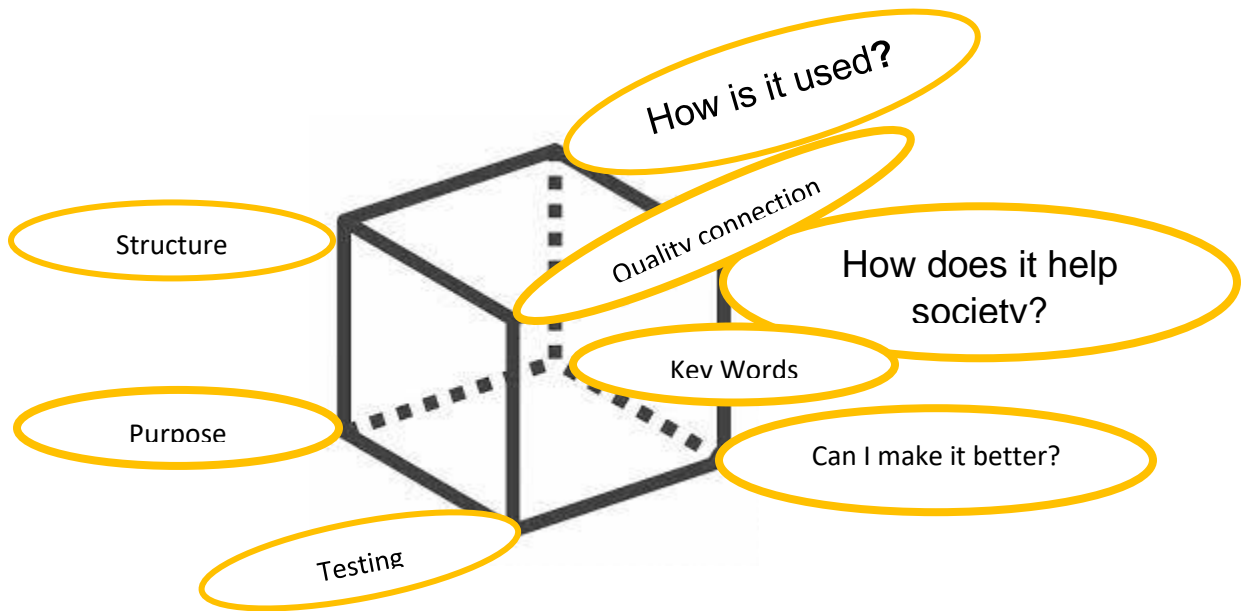 How is it used?
Quality connection
Structure
How does it help
society?
Key Words
Purpose
Can I make it better?
Testing